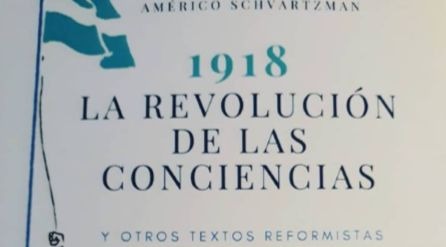 AMÉRICO SCHVARTZMAN
1918
LA REVOLUCIÓN
DE LAS
CONCIENCIAS
Y OTROS TEXTOS REFORMISTAS